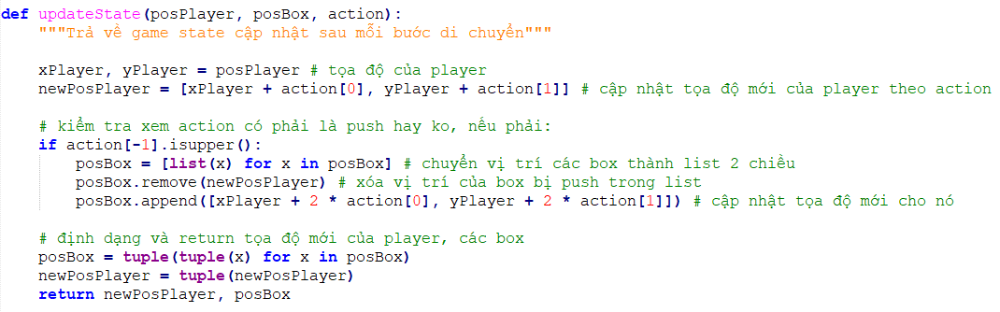 def updateState(posPlayer, posBox, action):
    """Trả về game state cập nhật sau mỗi bước di chuyển"""
    xPlayer, yPlayer = posPlayer # tọa độ của player
    newPosPlayer = [xPlayer + action[0], yPlayer + action[1]] # cập nhật tọa độ mới của player theo action
    # kiểm tra xem action có phải là push hay ko, nếu phải:
    if action[-1].isupper():
        posBox = [list(x) for x in posBox] # chuyển vị trí các box thành list 2 chiều
        posBox.remove(newPosPlayer) # xóa vị trí của box bị push trong list
        posBox.append([xPlayer + 2 * action[0], yPlayer + 2 * action[1]]) # cập nhật tọa độ mới cho nó
    # định dạng và return tọa độ mới của player, các box
    posBox = tuple(tuple(x) for x in posBox)
    newPosPlayer = tuple(newPosPlayer)
    return newPosPlayer, posBox